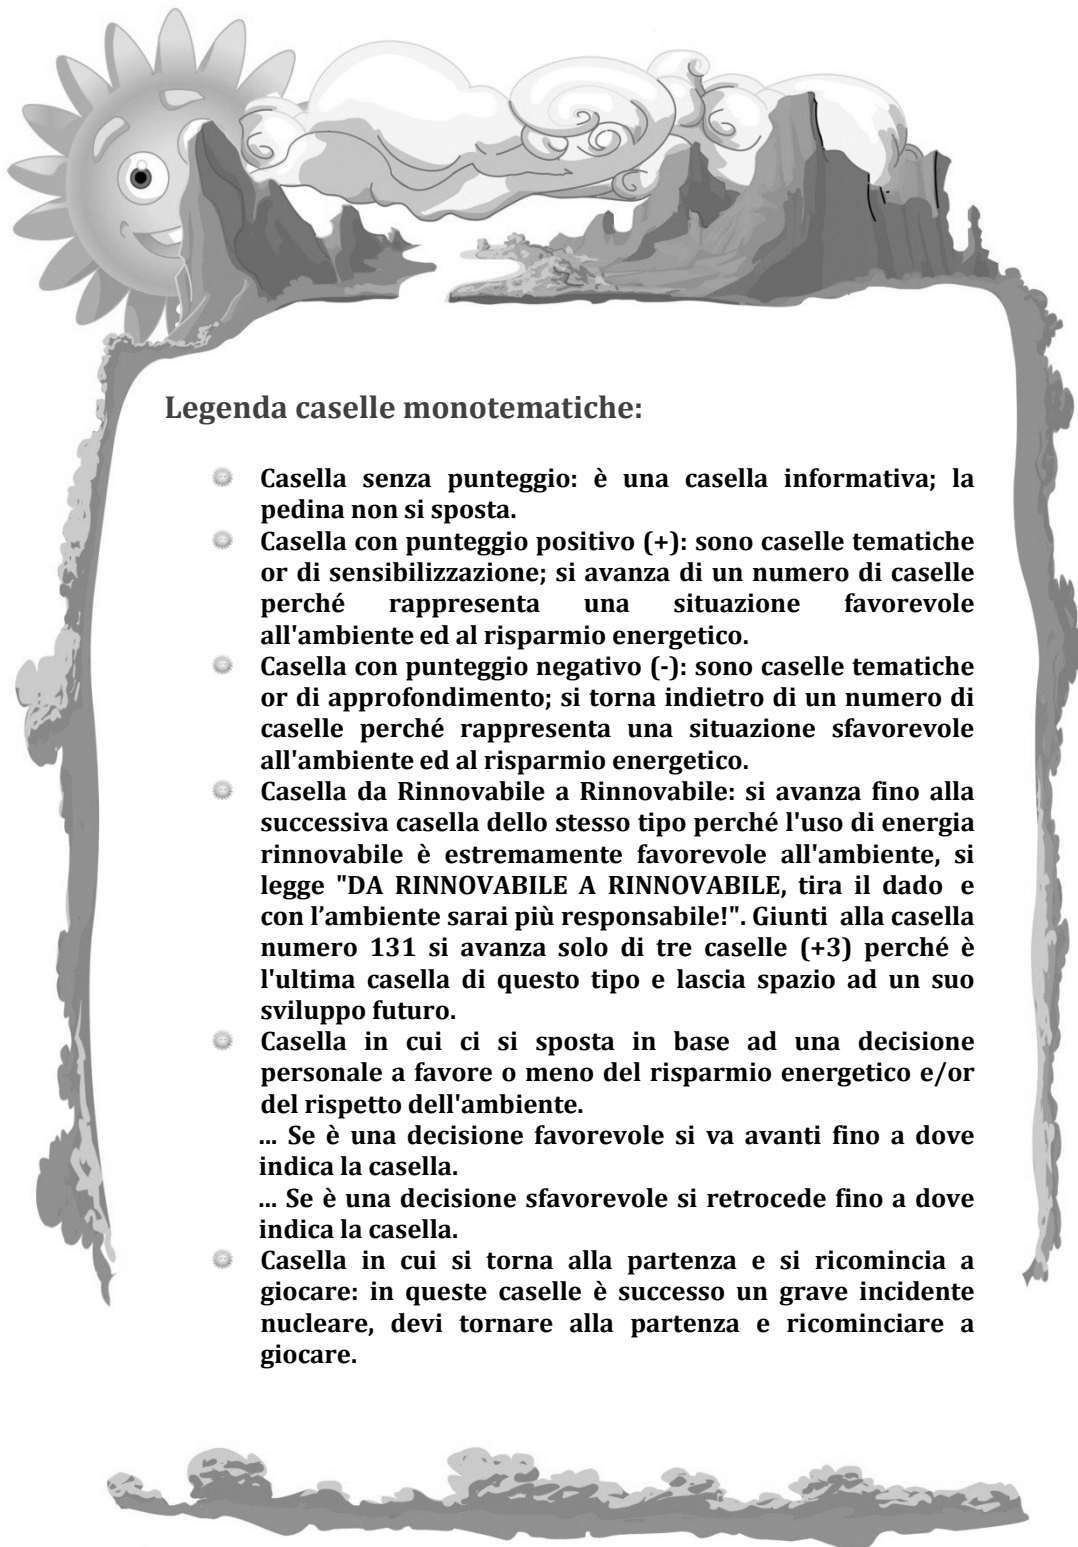 Legenda caselle monotematiche:
Casella senza punteggio: è una casella informativa; la
pedina non si sposta.
Casella con punteggio positivo (+): sono caselle tematiche
or di sensibilizzazione; si avanza di un numero di caselle
perché rappresenta una situazione favorevole
all'ambiente ed al risparmio energetico.
Casella con punteggio negativo (-): sono caselle tematiche
or di approfondimento; si torna indietro di un numero di
caselle perché rappresenta una situazione sfavorevole
all'ambiente ed al risparmio energetico.
Casella da Rinnovabile a Rinnovabile: si avanza fino alla
successiva casella dello stesso tipo perché l'uso di energia
rinnovabile è estremamente favorevole all'ambiente, si
legge "DA RINNOVABILE A RINNOVABILE, tira il dado e
con l’ambiente sarai più responsabile!". Giunti alla casella
numero 131 si avanza solo di tre caselle (+3) perché è
l'ultima casella di questo tipo e lascia spazio ad un suo
sviluppo futuro.
Casella in cui ci si sposta in base ad una decisione
personale a favore o meno del risparmio energetico e/or
del rispetto dell'ambiente.
... Se è una decisione favorevole si va avanti fino a dove
indica la casella.
... Se è una decisione sfavorevole si retrocede fino a dove
indica la casella.
Casella in cui si torna alla partenza e si ricomincia a
giocare: in queste caselle è successo un grave incidente
nucleare, devi tornare alla partenza e ricominciare a
giocare.